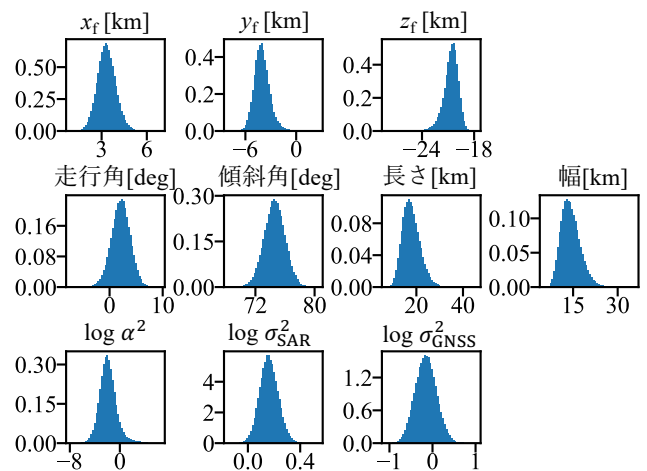 x_f [km] y_f [km] z_f [km]
0.50 0.25 0.00 0.4 0.2 0.0 0.4 0.2 0.0
3 6 −6 0 −24 −18
走行角[deg] 傾斜角[deg] 長さ[km] 幅[km]
0.16 0.08 0.00 0.30 0.15 0.00 0.08 0.04 0.00 0.10 0.05 0.00
0 10 72 80 20 40 15 30
log α² log σ²_SAR log σ²_GNSS
0.30 0.15 0.00 4 2 0 1.2 0.6 0.0
−8 0 0.0 0.4 −1 0 1